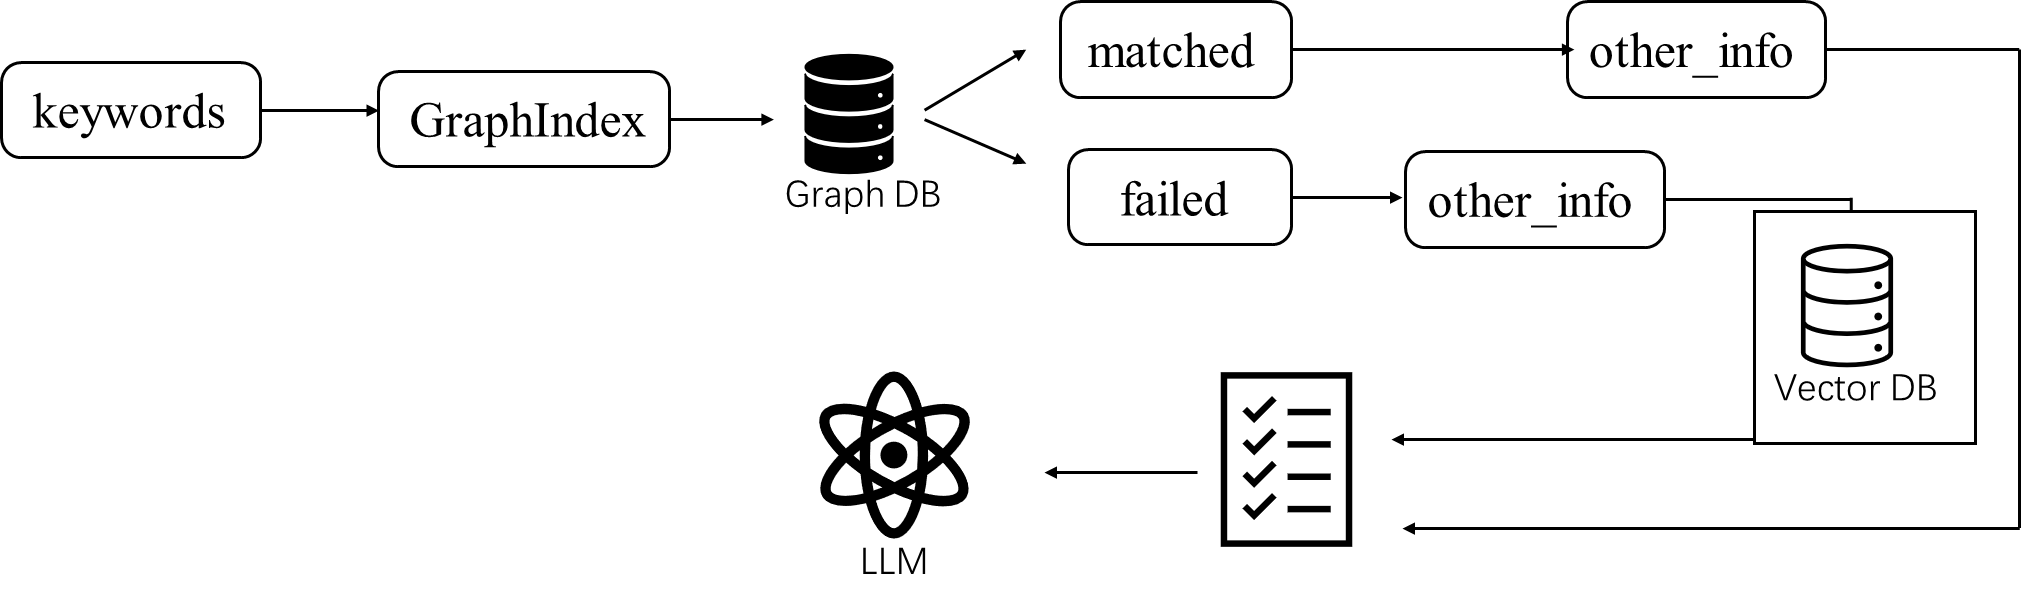 keywords
GraphIndex
Graph DB
matched
other_info
failed
other_info
Vector DB
LLM